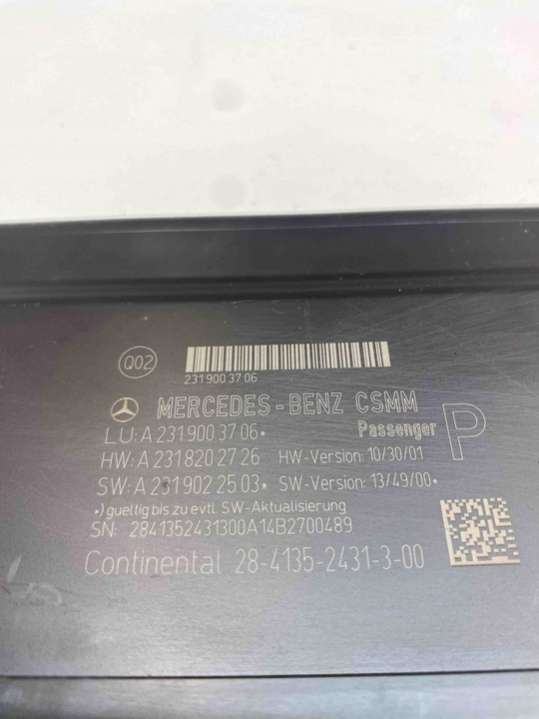 Q02
231 900 37 06
MERCEDES-BENZ CSMM
LU: A 231 900 37 06• Passenger P
HW: A 231 820 27 26 HW-Version: 10/30/01
SW: A 231 902 25 03• SW-Version: 13/49/00•
•) gueltig bis zu evtl. SW-Aktualisierung
SN: 2841352431300A14B2700489
Continental 28-4135-2431-3-00